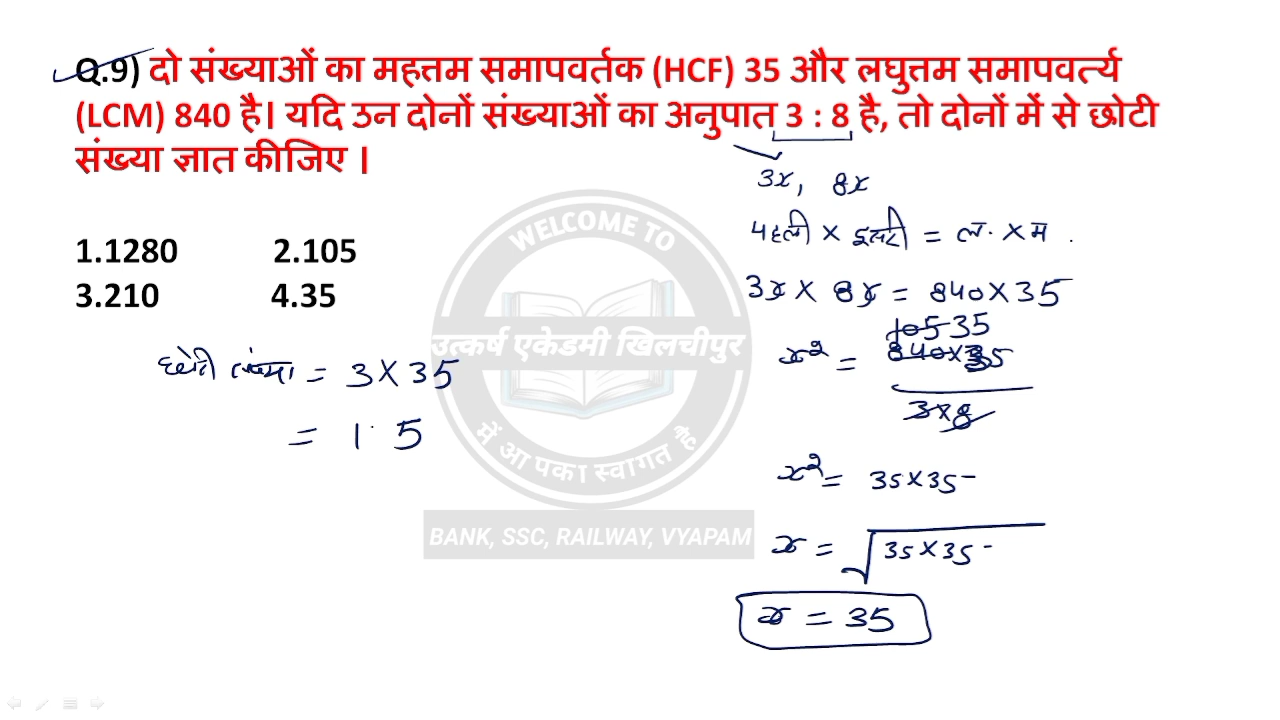 Q.9) दो संख्याओं का महत्तम समापवर्तक (HCF) 35 और लघुत्तम समापवर्त्य
(LCM) 840 है। यदि उन दोनों संख्याओं का अनुपात 3 : 8 है, तो दोनों में से छोटी
संख्या ज्ञात कीजिए ।
3x, 8x
पहली × दूसरी = ल. × म.
1.1280 2.105
3.210 4.35
3x × 8x = 840×35
105 35
x² = 840×35
3×8
x² = 35×35
x = √35×35
x = 35
छोटी संख्या = 3×35
= 1 5
WELCOME TO
उत्कर्ष एकेडमी खिलचीपुर
में आपका स्वागत है
BANK, SSC, RAILWAY, VYAPAM